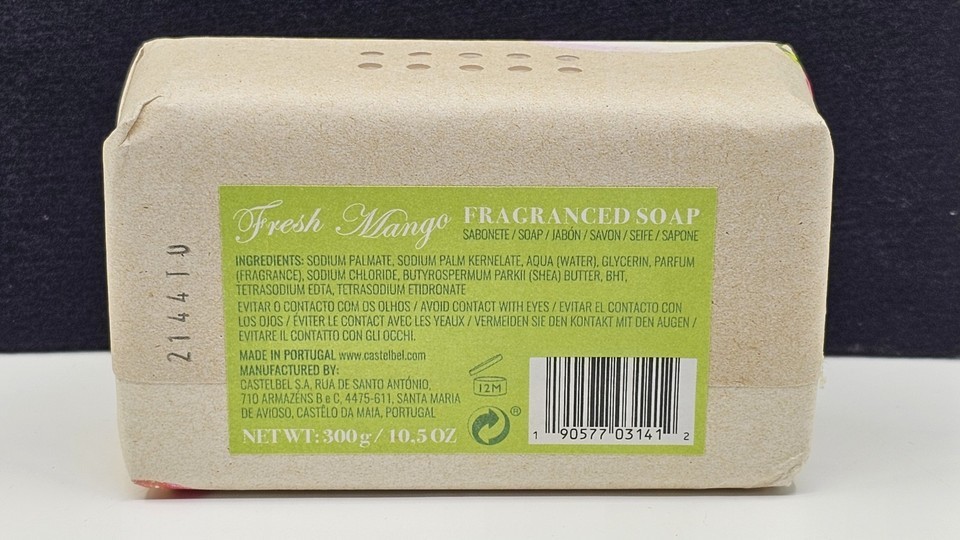 Fresh Mango FRAGRANCED SOAP
SABONETE / SOAP / JABÓN / SAVON / SEIFE / SAPONE
INGREDIENTS: SODIUM PALMATE, SODIUM PALM KERNELATE, AQUA (WATER), GLYCERIN, PARFUM
(FRAGRANCE), SODIUM CHLORIDE, BUTYROSPERMUM PARKII (SHEA) BUTTER, BHT,
TETRASODIUM EDTA, TETRASODIUM ETIDRONATE
EVITAR O CONTACTO COM OS OLHOS / AVOID CONTACT WITH EYES / EVITAR EL CONTACTO CON
LOS OJOS / ÉVITER LE CONTACT AVEC LES YEAUX / VERMEIDEN SIE DEN KONTAKT MIT DEN AUGEN /
EVITARE IL CONTATTO CON GLI OCCHI.
MADE IN PORTUGAL www.castelbel.com
MANUFACTURED BY:
CASTELBEL S.A, RUA DE SANTO ANTÓNIO,
710 ARMAZÉNS B e C, 4475-611, SANTA MARIA
DE AVIOSO, CASTÊLO DA MAIA, PORTUGAL
NET WT: 300g / 10,5 OZ
12M
®
1 90577 03141 2
21441U